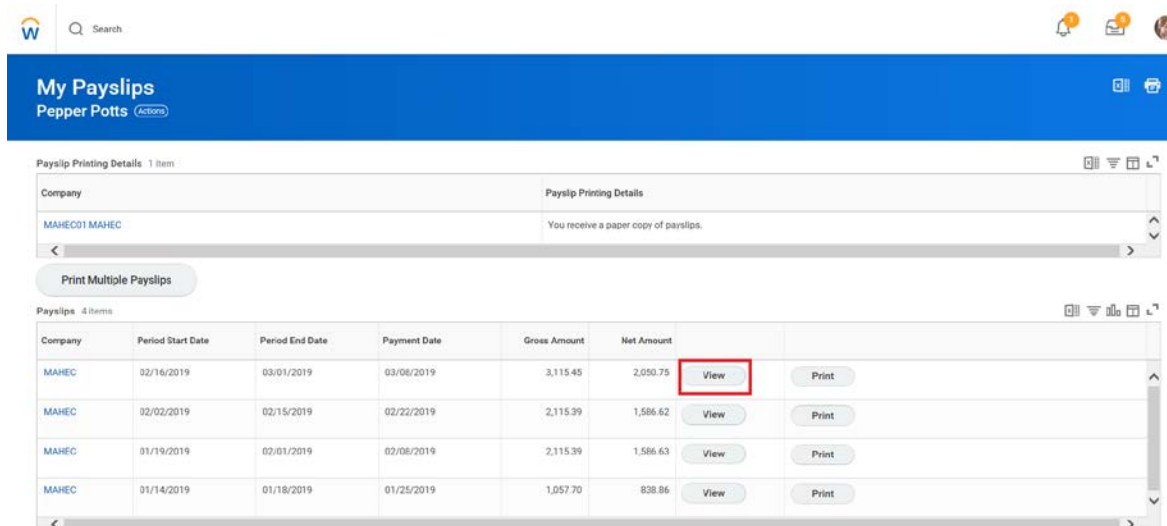 W
Search
1
5
My Payslips
Pepper Potts Actions
Payslip Printing Details 1 item
Company Payslip Printing Details
MAHEC01 MAHEC You receive a paper copy of payslips.
Print Multiple Payslips
Payslips 4 items
Company Period Start Date Period End Date Payment Date Gross Amount Net Amount
MAHEC 02/16/2019 03/01/2019 03/08/2019 3,115.45 2,050.75 View Print
MAHEC 02/02/2019 02/15/2019 02/22/2019 2,115.39 1,586.62 View Print
MAHEC 01/19/2019 02/01/2019 02/08/2019 2,115.39 1,586.63 View Print
MAHEC 01/14/2019 01/18/2019 01/25/2019 1,057.70 838.86 View Print